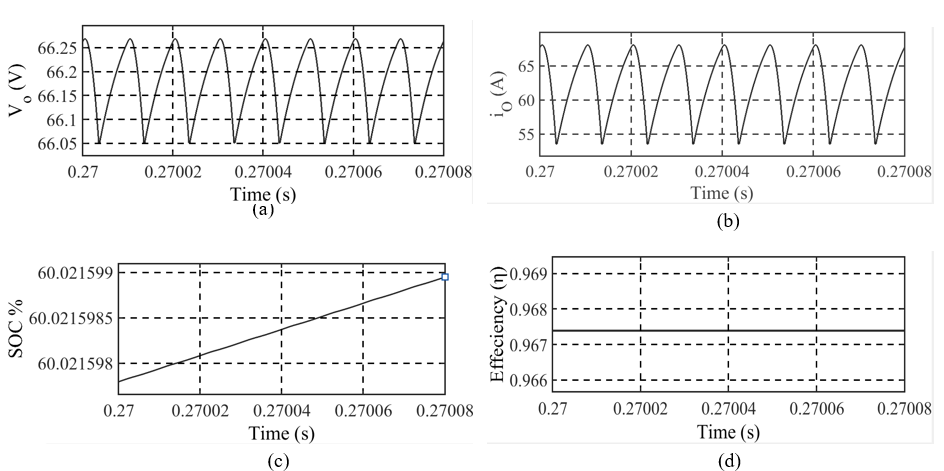 V_o (V)
66.25
66.2
66.15
66.1
66.05
0.27 0.27002 0.27004 0.27006 0.27008
Time (s)
(a)
i_O (A)
65
60
55
0.27 0.27002 0.27004 0.27006 0.27008
Time (s)
(b)
SOC %
60.021599
60.0215985
60.021598
0.27 0.27002 0.27004 0.27006 0.27008
Time (s)
(c)
Effeciency (η)
0.969
0.968
0.967
0.966
0.27 0.27002 0.27004 0.27006 0.27008
Time (s)
(d)